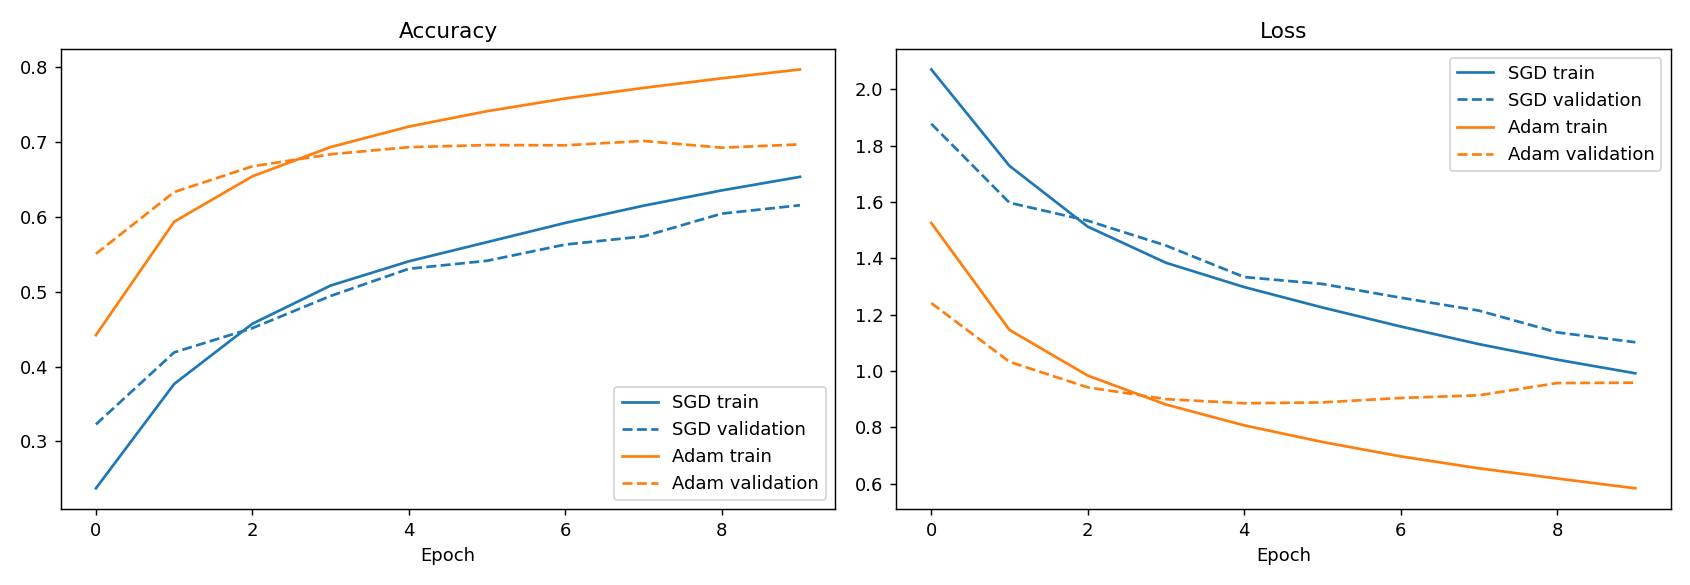 Accuracy
0.8
0.7
0.6
0.5
0.4
0.3
SGD train
SGD validation
Adam train
Adam validation
0 2 4 6 8
Epoch
Loss
2.0
1.8
1.6
1.4
1.2
1.0
0.8
0.6
SGD train
SGD validation
Adam train
Adam validation
0 2 4 6 8
Epoch